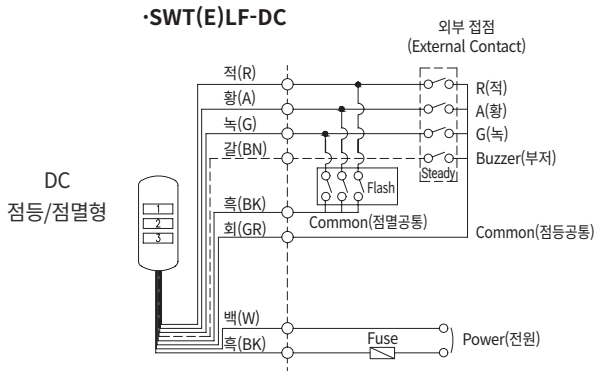 ·SWT(E)LF-DC
외부 접점
(External Contact)
적(R)
R(적)
황(A)
A(황)
녹(G)
G(녹)
갈(BN)
Buzzer(부저)
Steady
DC
점등/점멸형
1
2
3
Flash
흑(BK)
Common(점멸공통)
회(GR)
Common(점등공통)
백(W)
Fuse
Power(전원)
흑(BK)